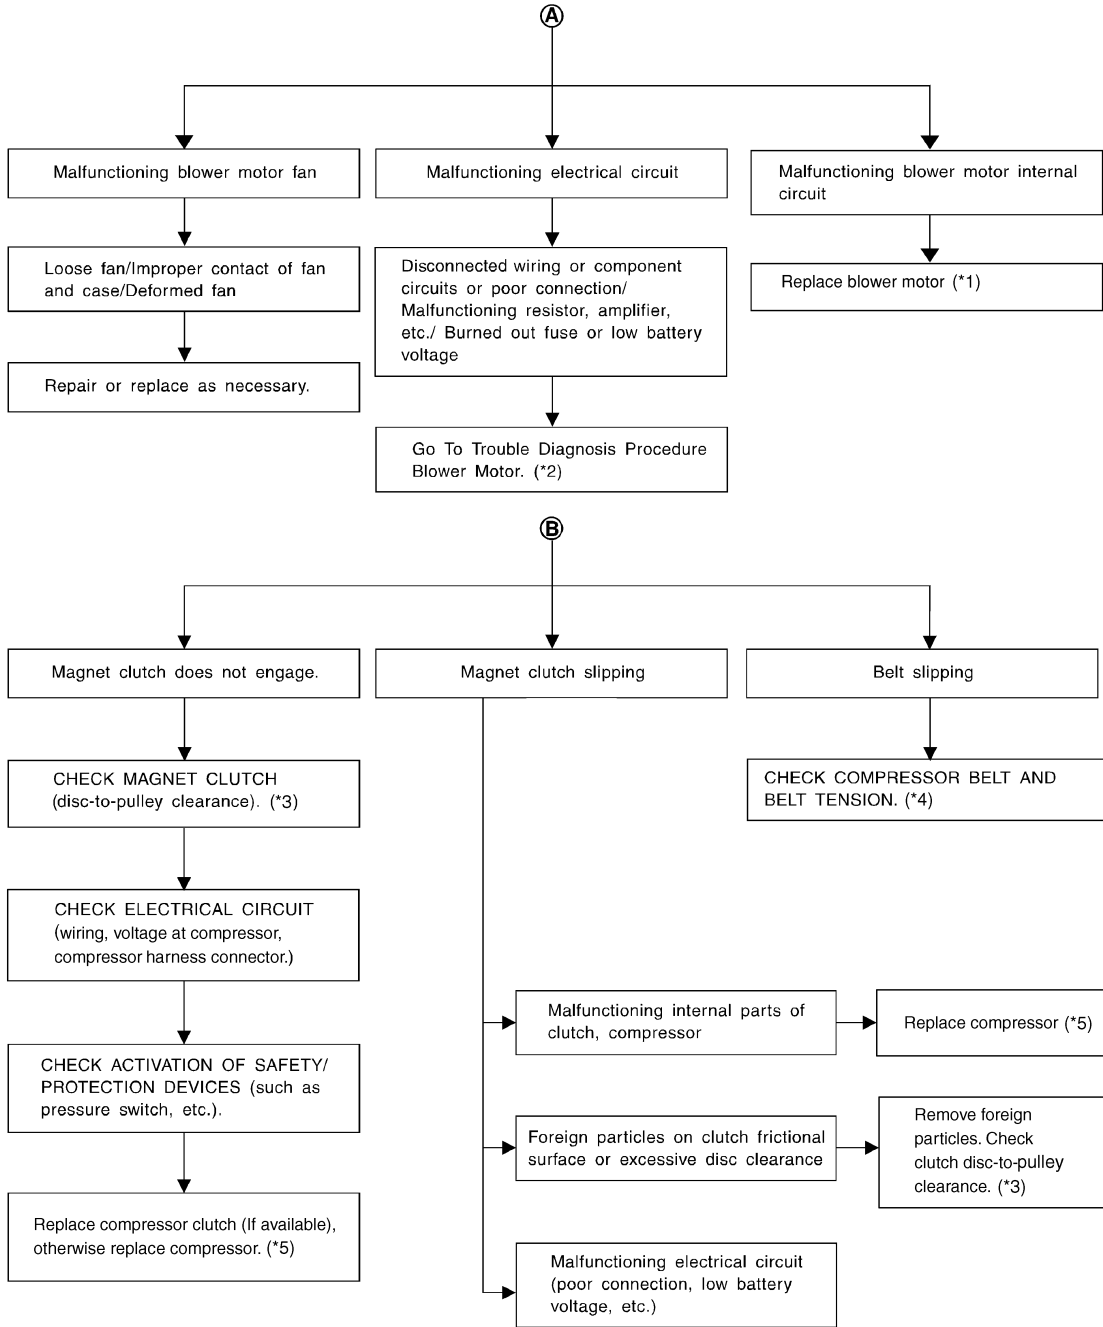 A
Malfunctioning blower motor fan
Malfunctioning electrical circuit
Malfunctioning blower motor internal
circuit
Loose fan/Improper contact of fan
and case/Deformed fan
Disconnected wiring or component
circuits or poor connection/
Malfunctioning resistor, amplifier,
etc./ Burned out fuse or low battery
voltage
Replace blower motor (*1)
Repair or replace as necessary.
Go To Trouble Diagnosis Procedure
Blower Motor. (*2)
B
Magnet clutch does not engage.
Magnet clutch slipping
Belt slipping
CHECK MAGNET CLUTCH
(disc-to-pulley clearance). (*3)
CHECK COMPRESSOR BELT AND
BELT TENSION. (*4)
CHECK ELECTRICAL CIRCUIT
(wiring, voltage at compressor,
compressor harness connector.)
Malfunctioning internal parts of
clutch, compressor
Replace compressor (*5)
CHECK ACTIVATION OF SAFETY/
PROTECTION DEVICES (such as
pressure switch, etc.).
Foreign particles on clutch frictional
surface or excessive disc clearance
Remove foreign
particles. Check
clutch disc-to-pulley
clearance. (*3)
Replace compressor clutch (If available),
otherwise replace compressor. (*5)
Malfunctioning electrical circuit
(poor connection, low battery
voltage, etc.)